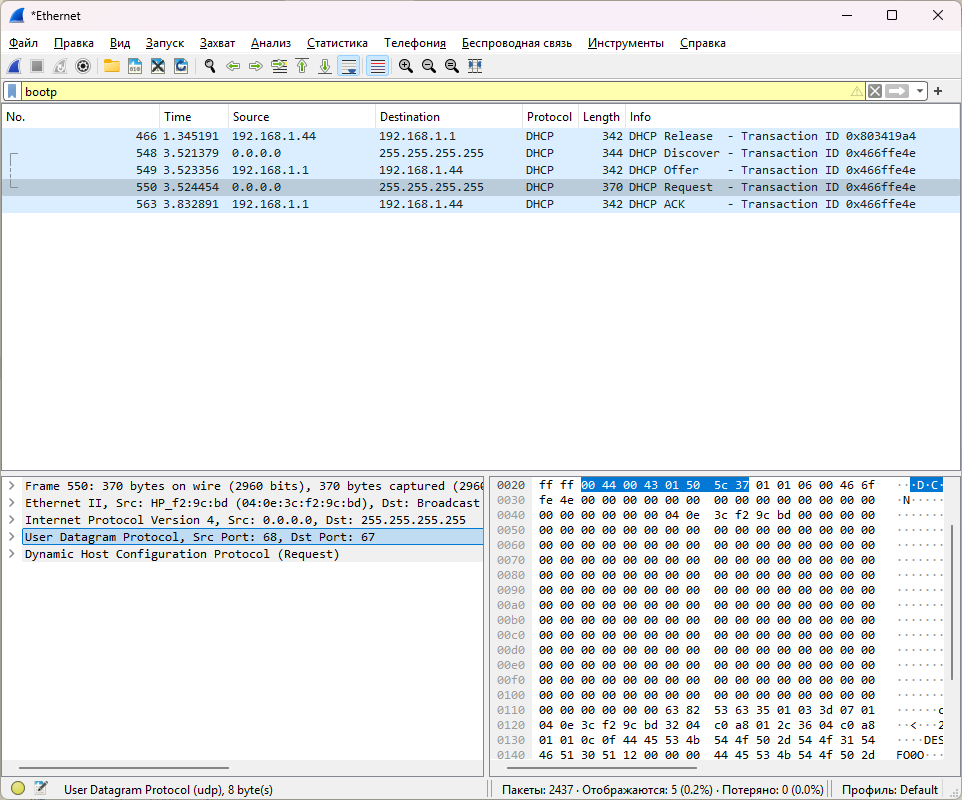 *Ethernet
Файл Правка Вид Запуск Захват Анализ Статистика Телефония Беспроводная связь Инструменты Справка
bootp
No. Time Source Destination Protocol Length Info
466 1.345191 192.168.1.44 192.168.1.1 DHCP 342 DHCP Release - Transaction ID 0x803419a4
548 3.521379 0.0.0.0 255.255.255.255 DHCP 344 DHCP Discover - Transaction ID 0x466ffe4e
549 3.523356 192.168.1.1 192.168.1.44 DHCP 342 DHCP Offer - Transaction ID 0x466ffe4e
550 3.524454 0.0.0.0 255.255.255.255 DHCP 370 DHCP Request - Transaction ID 0x466ffe4e
563 3.832891 192.168.1.1 192.168.1.44 DHCP 342 DHCP ACK - Transaction ID 0x466ffe4e
Frame 550: 370 bytes on wire (2960 bits), 370 bytes captured (2960
Ethernet II, Src: HP_f2:9c:bd (04:0e:3c:f2:9c:bd), Dst: Broadcast
Internet Protocol Version 4, Src: 0.0.0.0, Dst: 255.255.255.255
User Datagram Protocol, Src Port: 68, Dst Port: 67
Dynamic Host Configuration Protocol (Request)
0020 ff ff 00 44 00 43 01 50 5c 37 01 01 06 00 46 6f ···D·C·
0030 fe 4e 00 00 00 00 00 00 00 00 00 00 00 00 00 00 ·N·····
0040 00 00 00 00 00 00 04 0e 3c f2 9c bd 00 00 00 00 ·······
0050 00 00 00 00 00 00 00 00 00 00 00 00 00 00 00 00 ·······
0060 00 00 00 00 00 00 00 00 00 00 00 00 00 00 00 00 ·······
0070 00 00 00 00 00 00 00 00 00 00 00 00 00 00 00 00 ·······
0080 00 00 00 00 00 00 00 00 00 00 00 00 00 00 00 00 ·······
0090 00 00 00 00 00 00 00 00 00 00 00 00 00 00 00 00 ·······
00a0 00 00 00 00 00 00 00 00 00 00 00 00 00 00 00 00 ·······
00b0 00 00 00 00 00 00 00 00 00 00 00 00 00 00 00 00 ·······
00c0 00 00 00 00 00 00 00 00 00 00 00 00 00 00 00 00 ·······
00d0 00 00 00 00 00 00 00 00 00 00 00 00 00 00 00 00 ·······
00e0 00 00 00 00 00 00 00 00 00 00 00 00 00 00 00 00 ·······
00f0 00 00 00 00 00 00 00 00 00 00 00 00 00 00 00 00 ·······
0100 00 00 00 00 00 00 00 00 00 00 00 00 00 00 00 00 ·······
0110 00 00 00 00 00 00 63 82 53 63 35 01 03 3d 07 01 ······c
0120 04 0e 3c f2 9c bd 32 04 c0 a8 01 2c 36 04 c0 a8 ··<···2
0130 01 01 0c 0f 44 45 53 4b 54 4f 50 2d 54 4f 31 54 ····DES
0140 46 51 30 51 12 00 00 00 44 45 53 4b 54 4f 50 2d FQ0Q
User Datagram Protocol (udp), 8 byte(s) Пакеты: 2437 · Отображаются: 5 (0.2%) · Потеряно: 0 (0.0%) Профиль: Default